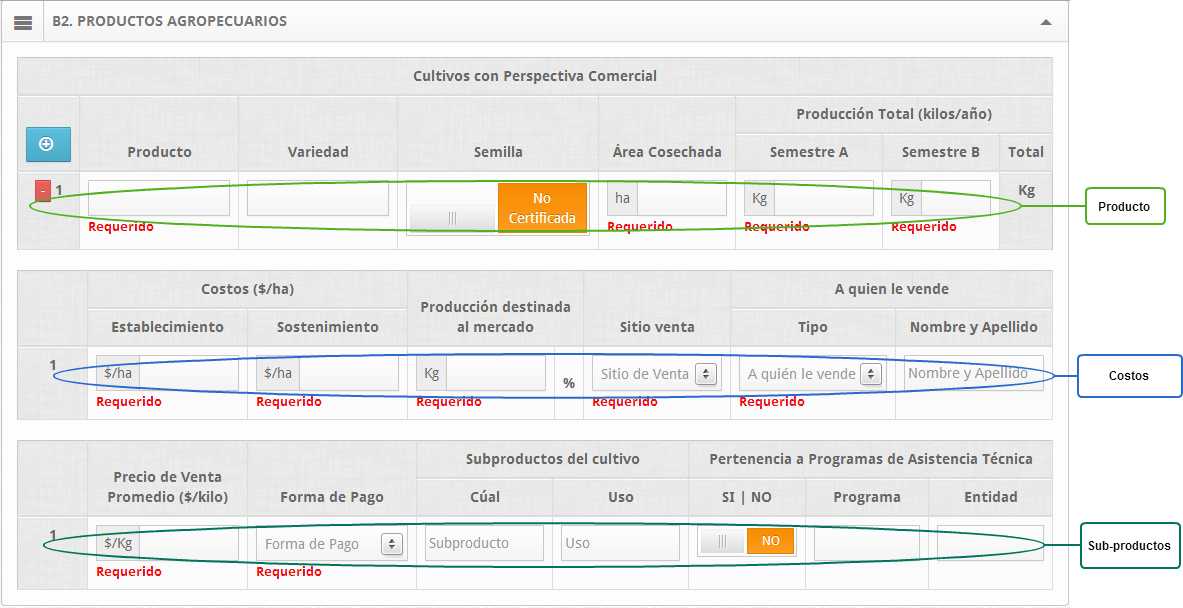 B2. PRODUCTOS AGROPECUARIOS
Cultivos con Perspectiva Comercial
Producción Total (kilos/año)
Producto Variedad Semilla Área Cosechada Semestre A Semestre B Total
- 1 No Certificada ha Kg Kg Kg
Requerido Requerido Requerido Requerido
Producto
Costos ($/ha) A quien le vende
Producción destinada
al mercado
Establecimiento Sostenimiento Sitio venta Tipo Nombre y Apellido
1 $/ha $/ha Kg % Sitio de Venta A quién le vende Nombre y Apellido
Requerido Requerido Requerido Requerido Requerido
Costos
Subproductos del cultivo Pertenencia a Programas de Asistencia Técnica
Precio de Venta
Promedio ($/kilo) Forma de Pago Cúal Uso SI | NO Programa Entidad
1 $/Kg Forma de Pago Subproducto Uso NO
Requerido Requerido
Sub-productos